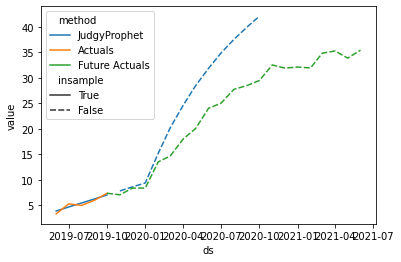 method
JudgyProphet
Actuals
Future Actuals
insample
True
False
40
35
30
25
20
15
10
5
value
2019-07
2019-10
2020-01
2020-04
2020-07
2020-10
2021-01
2021-04
2021-07
ds